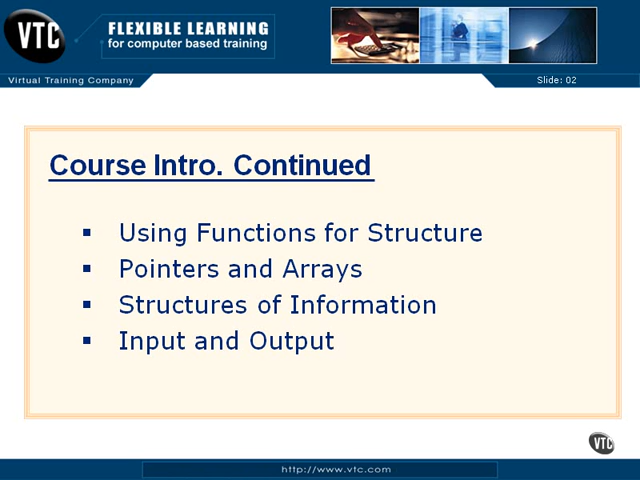 VTC
FLEXIBLE LEARNING
for computer based training
Virtual Training Company
Slide: 02
Course Intro. Continued
▪ Using Functions for Structure
▪ Pointers and Arrays
▪ Structures of Information
▪ Input and Output
VTC
http://www.vtc.com